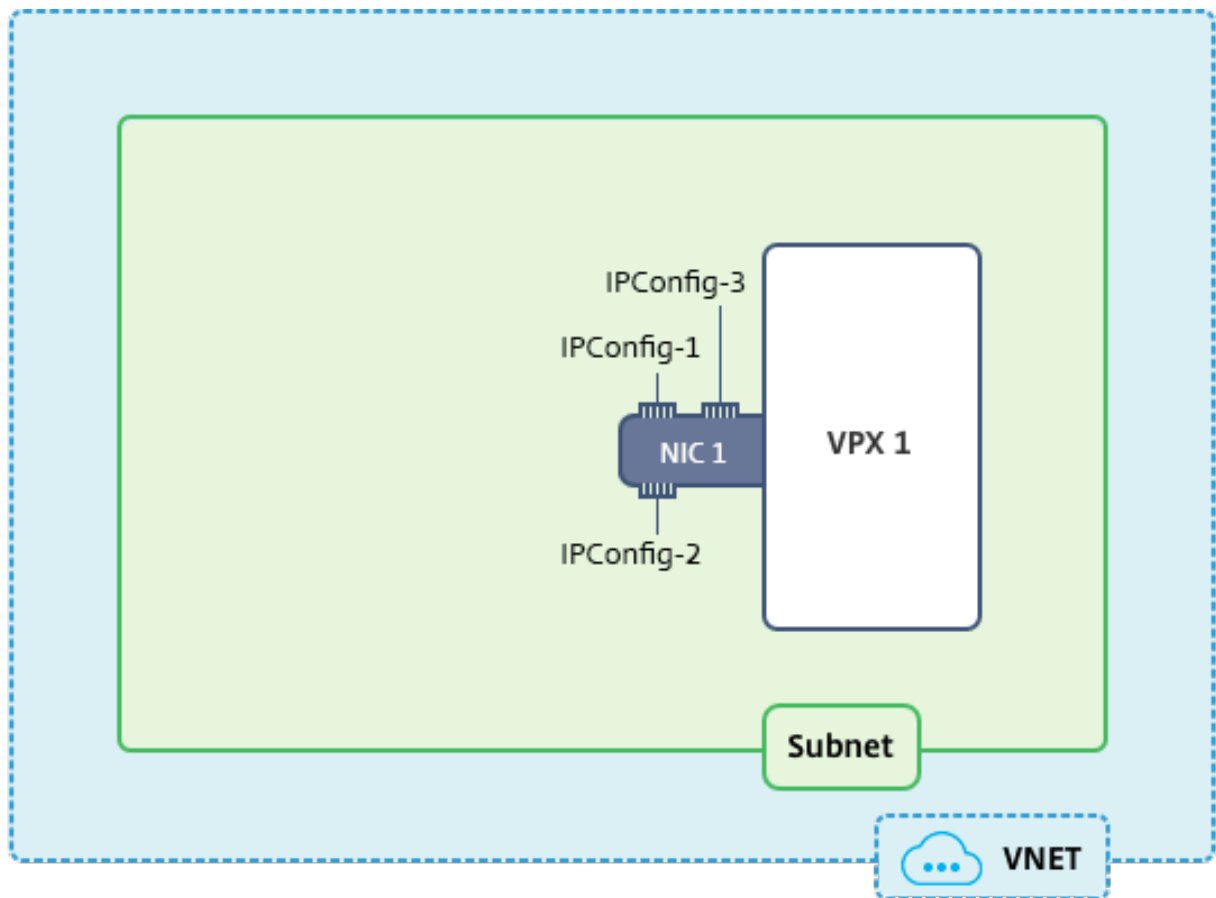 IPConfig-3
IPConfig-1
NIC 1
VPX 1
IPConfig-2
Subnet
VNET